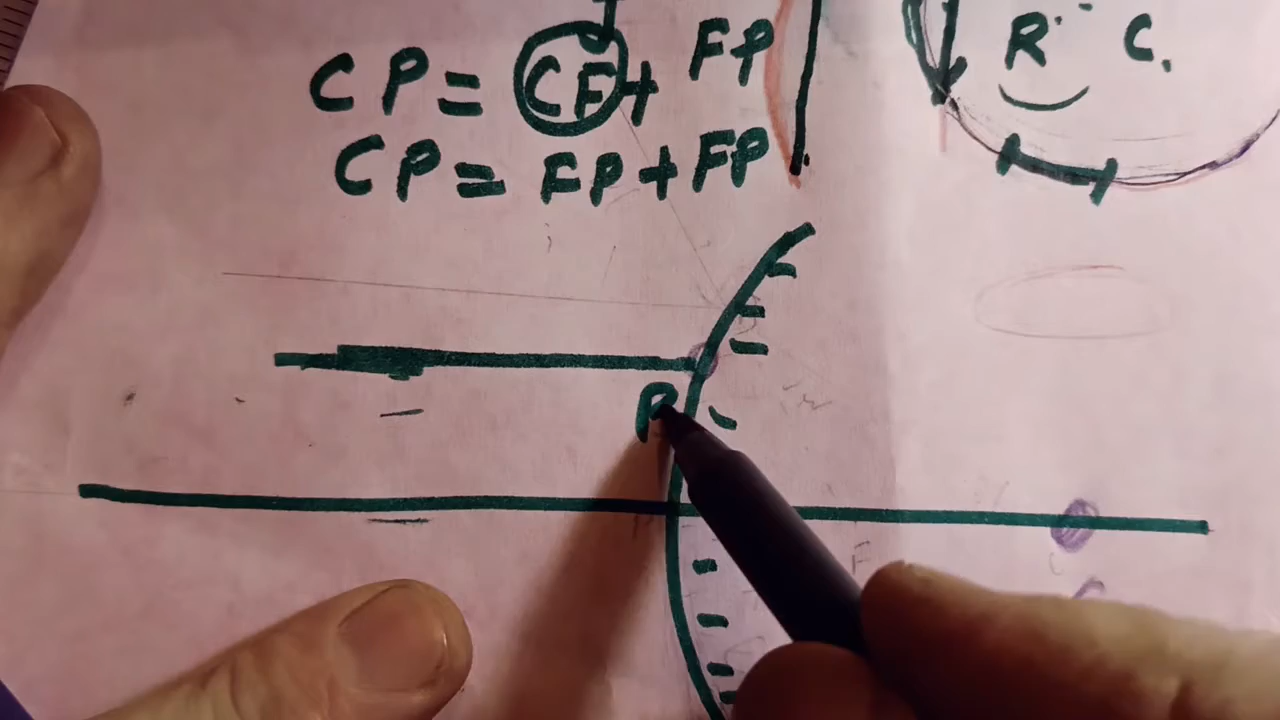 CP = CF + FP
CP = FP + FP
R C.
P
F